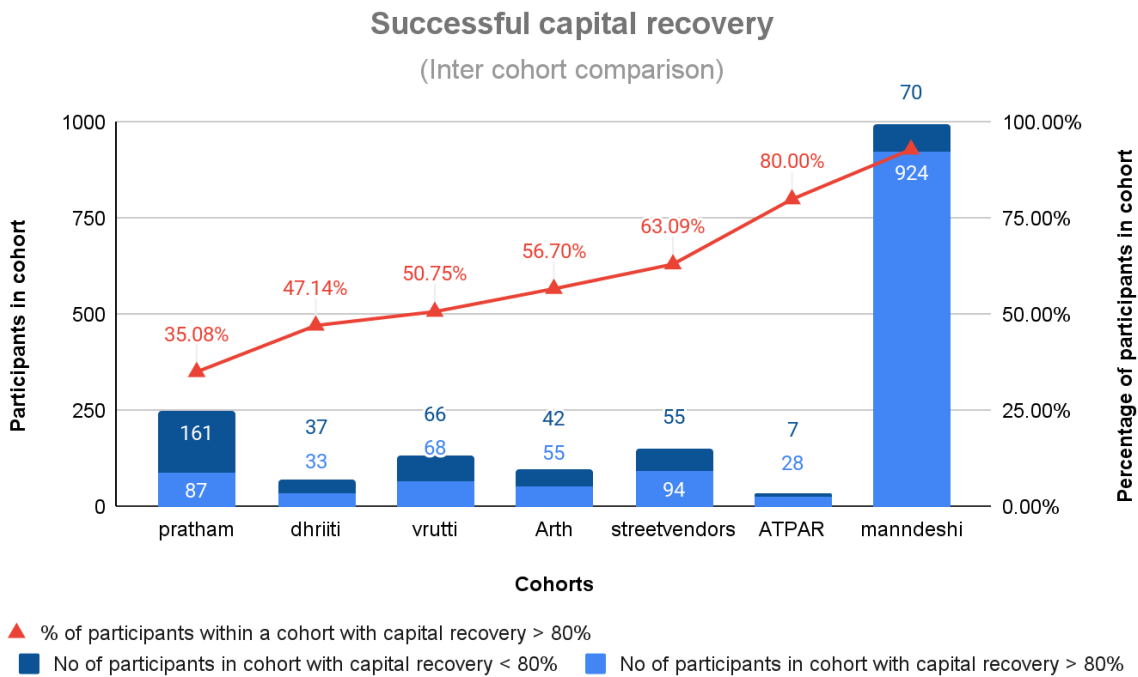 Successful capital recovery
(Inter cohort comparison)
Participants in cohort
1000
750
500
250
0
100.00%
75.00%
50.00%
25.00%
0.00%
Percentage of participants in cohort
35.08%
47.14%
50.75%
56.70%
63.09%
80.00%
70
924
161
87
37
33
66
68
42
55
55
94
7
28
pratham
dhriiti
vrutti
Arth
streetvendors
ATPAR
manndeshi
Cohorts
% of participants within a cohort with capital recovery > 80%
No of participants in cohort with capital recovery < 80%
No of participants in cohort with capital recovery > 80%